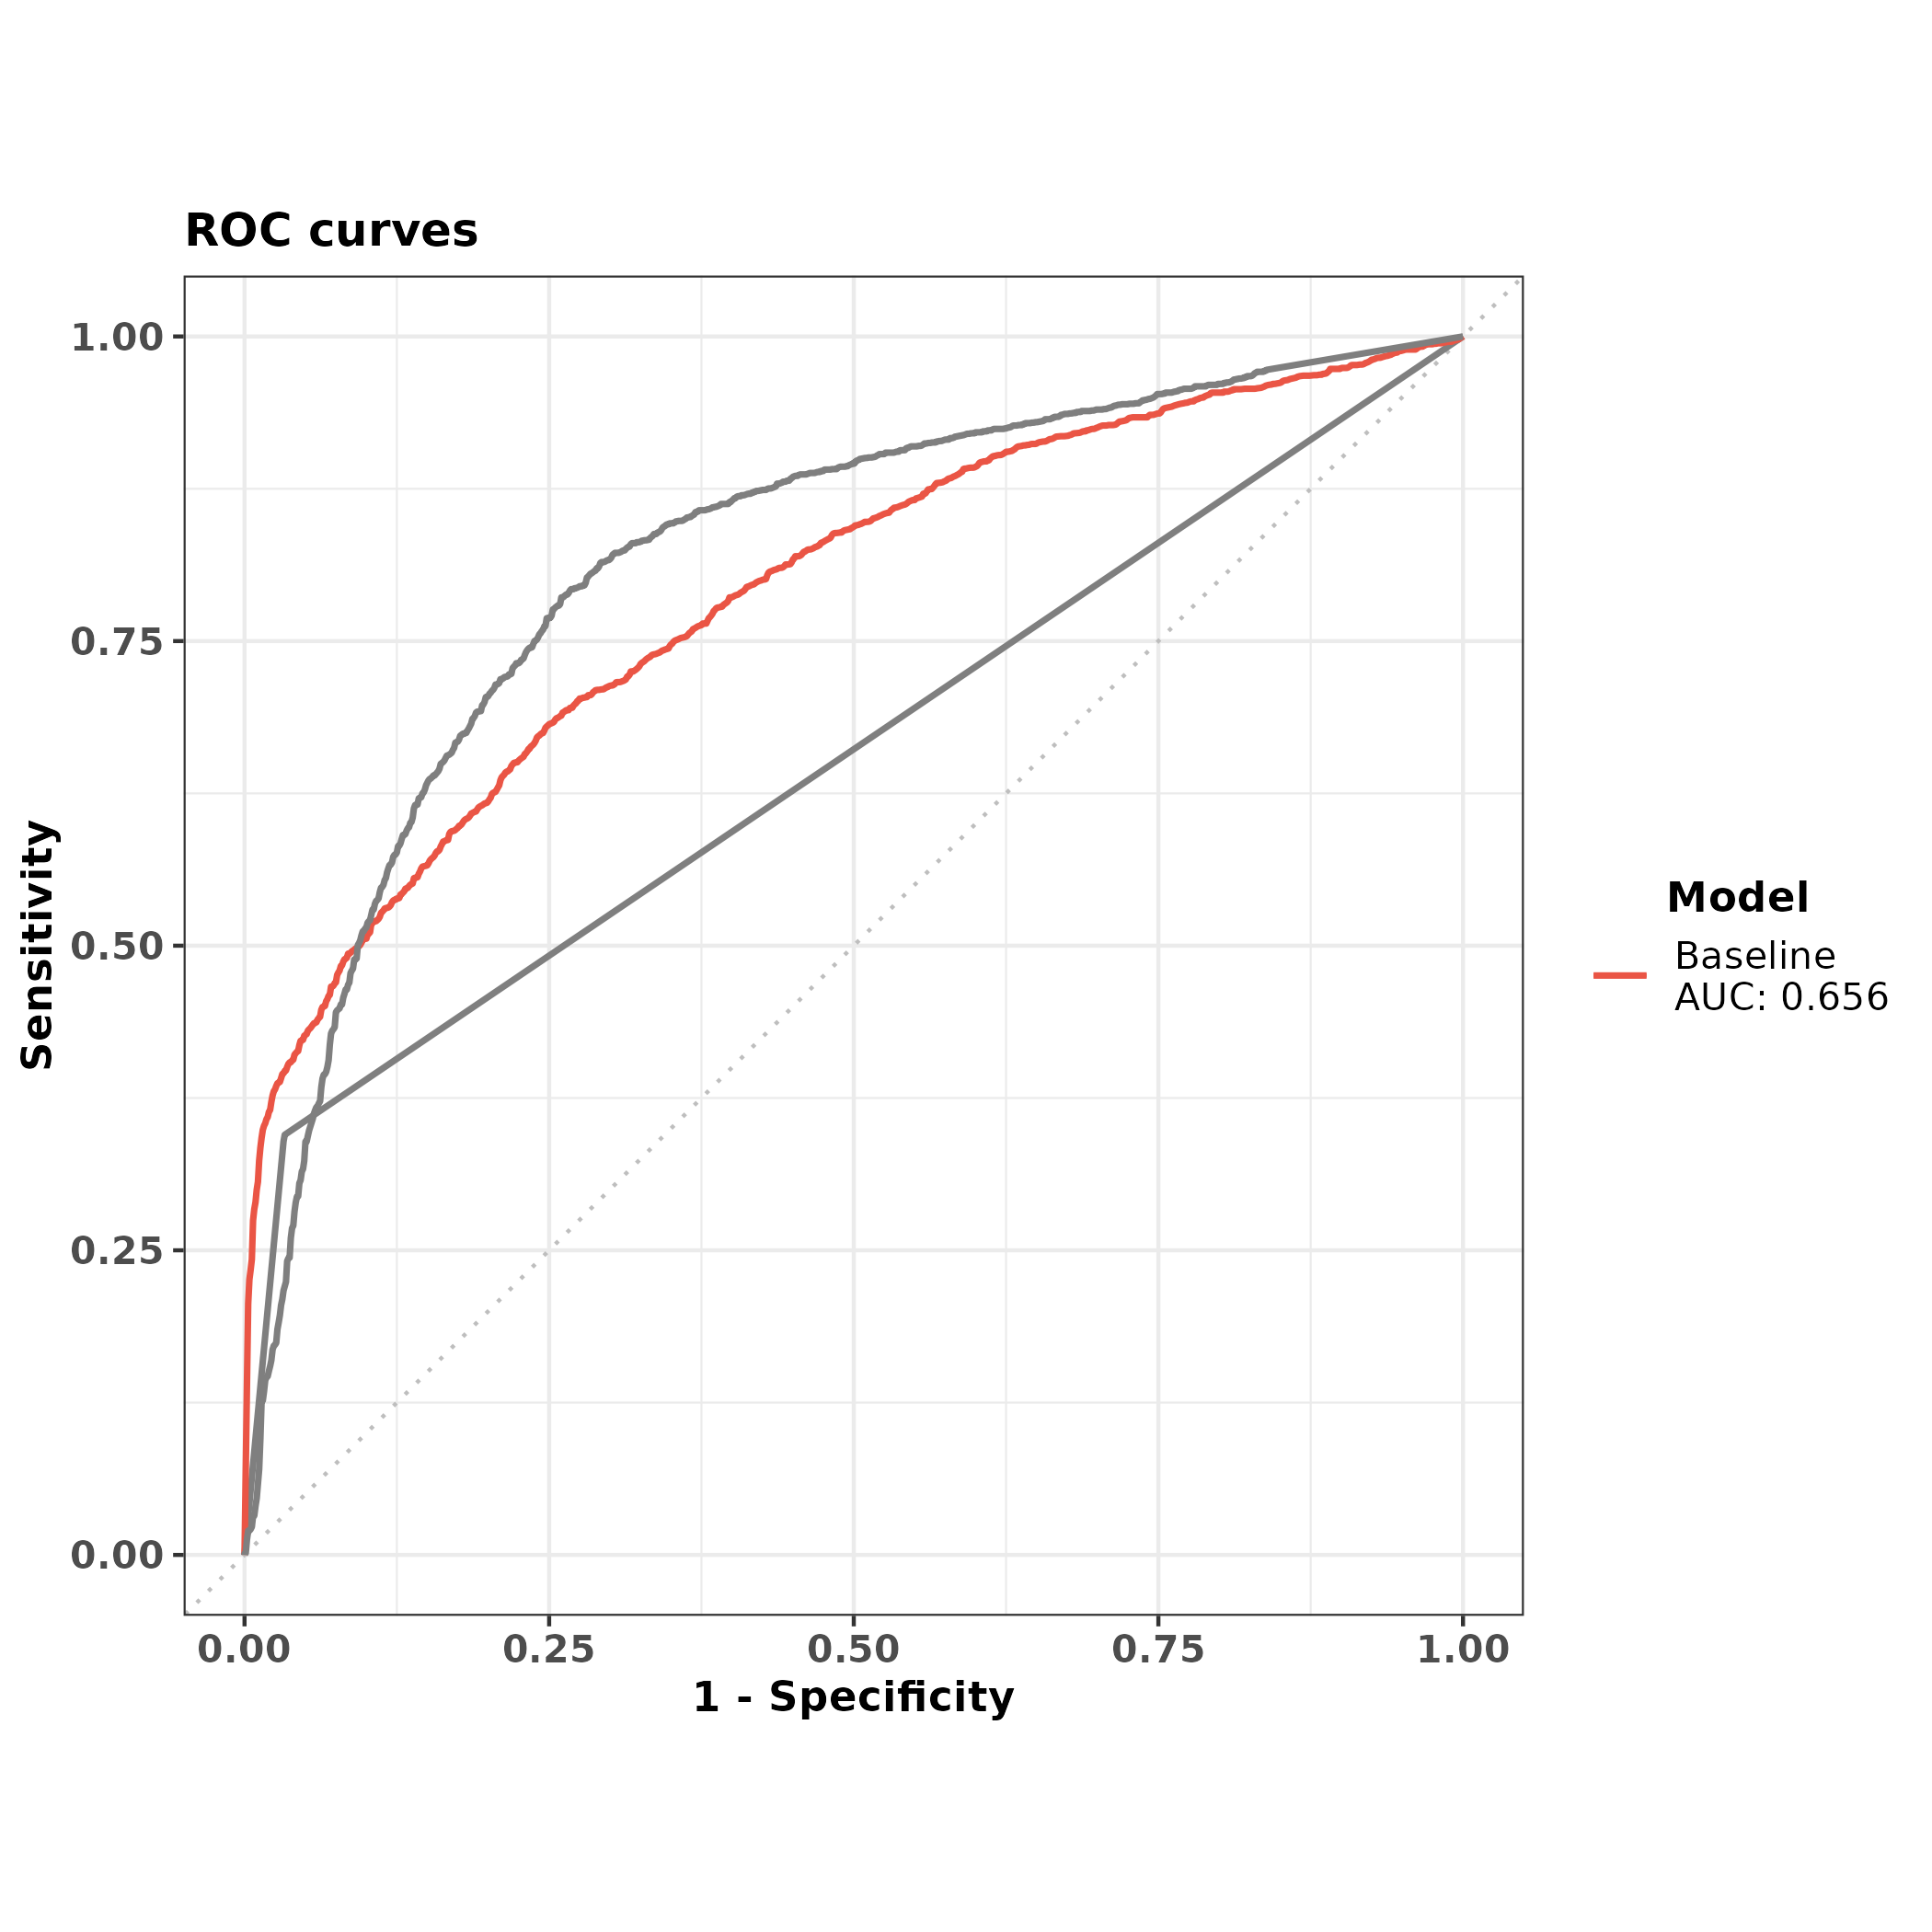 ROC curves
1.00
0.75
0.50
0.25
0.00
Sensitivity
0.00 0.25 0.50 0.75 1.00
1 - Specificity
Model
Baseline
AUC: 0.656